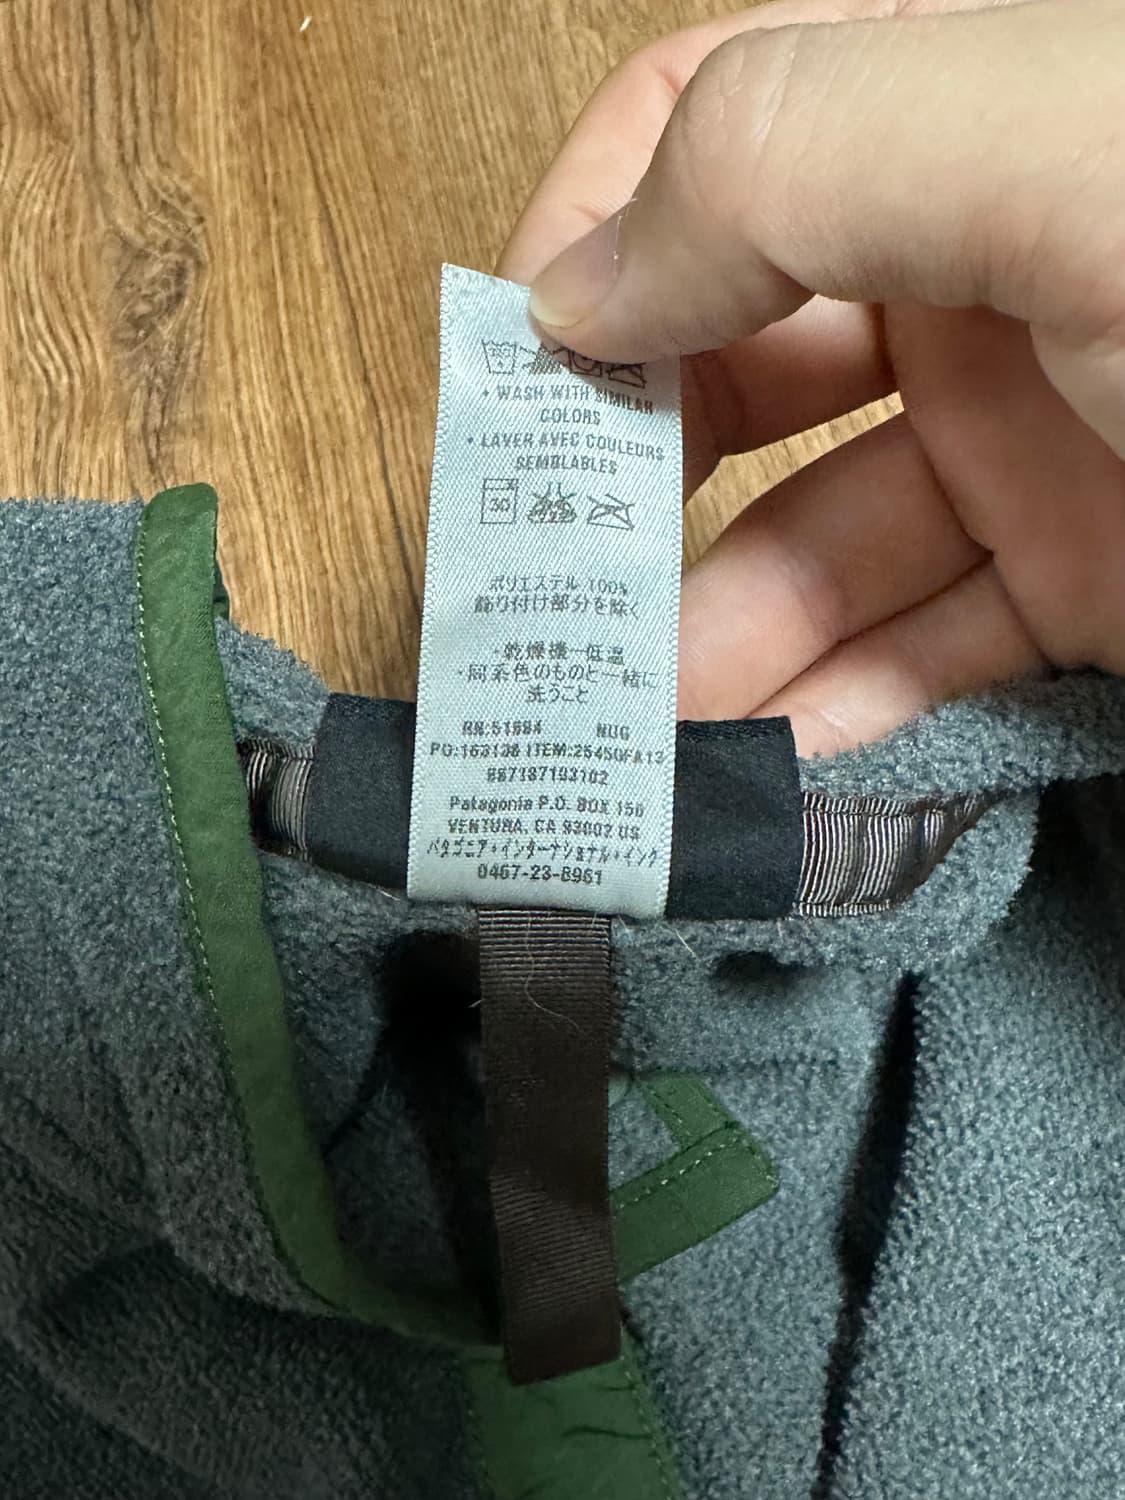 • WASH WITH SIMILAR
COLORS
• LAVER AVEC COULEURS
SEMBLABLES
30
ポリエステル 100%
飾り付け部分を除く
・乾燥機ー低温
・同系色のものと一緒に
洗うこと
RN:51884 NUG
PO:163138 ITEM:25450FA13
887187193102
Patagonia P.O. BOX 150
VENTURA, CA 93002 US
パタゴニア・インターナショナル・インク
0467-23-8961